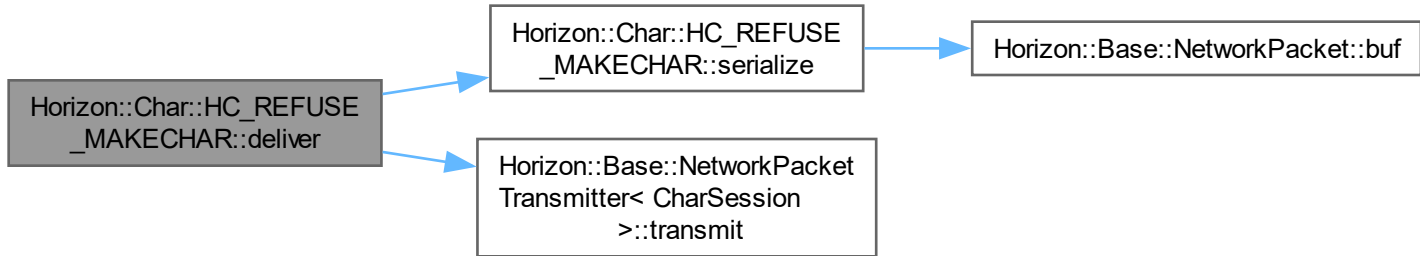 Horizon::Char::HC_REFUSE
_MAKECHAR::deliver
Horizon::Char::HC_REFUSE
_MAKECHAR::serialize
Horizon::Base::NetworkPacket::buf
Horizon::Base::NetworkPacket
Transmitter< CharSession
>::transmit